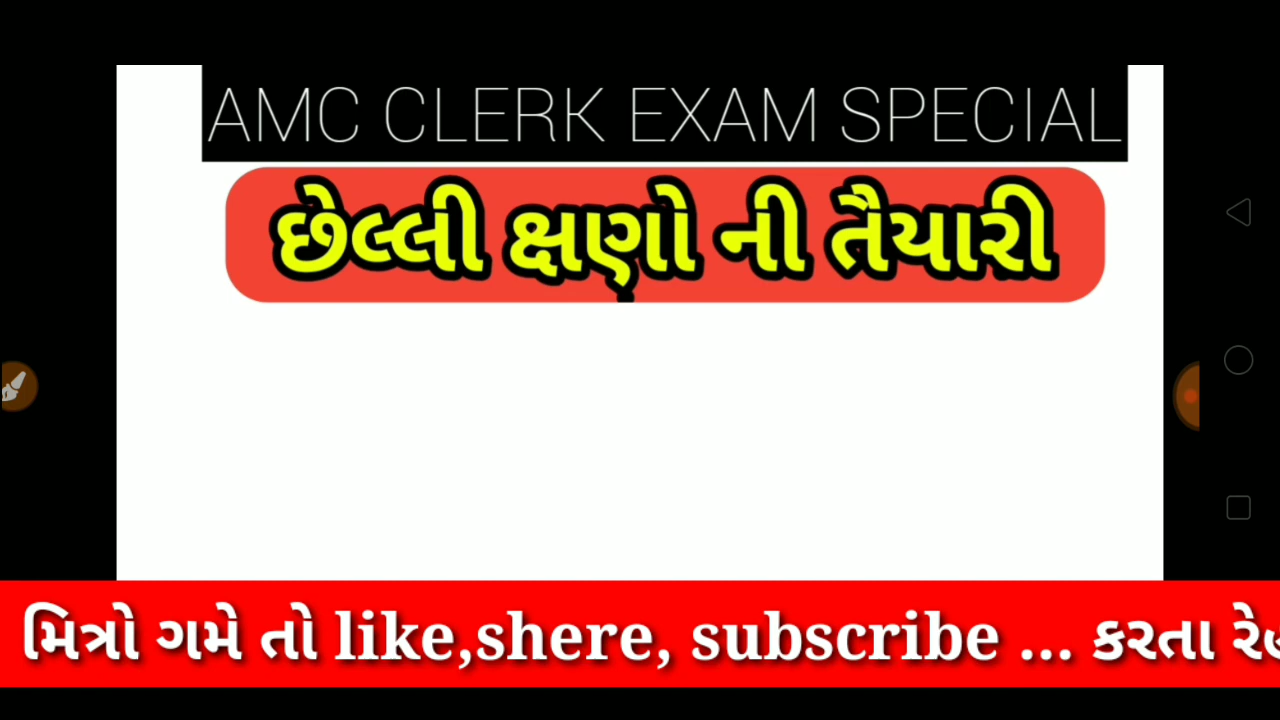 AMC CLERK EXAM SPECIAL
છેલ્લી ક્ષણો ની તૈયારી
મિત્રો ગમે તો like,shere, subscribe ... કરતા